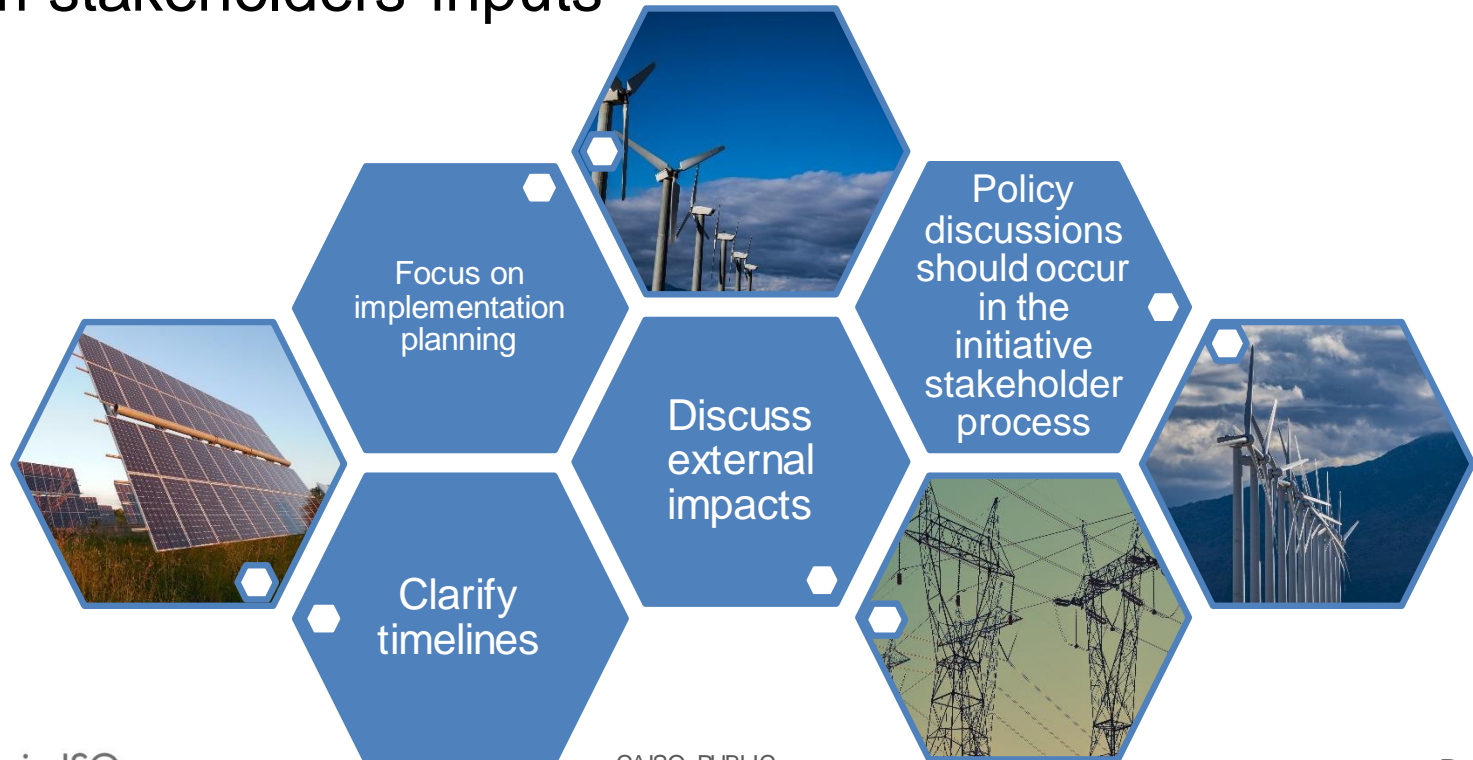 stakeholders inputs
Policy
discussions
should occur
in the
initiative
stakeholder
process
Focus on
implementation
planning
Discuss
external
impacts
Clarify
timelines
ISO
CAISO PUBLIC